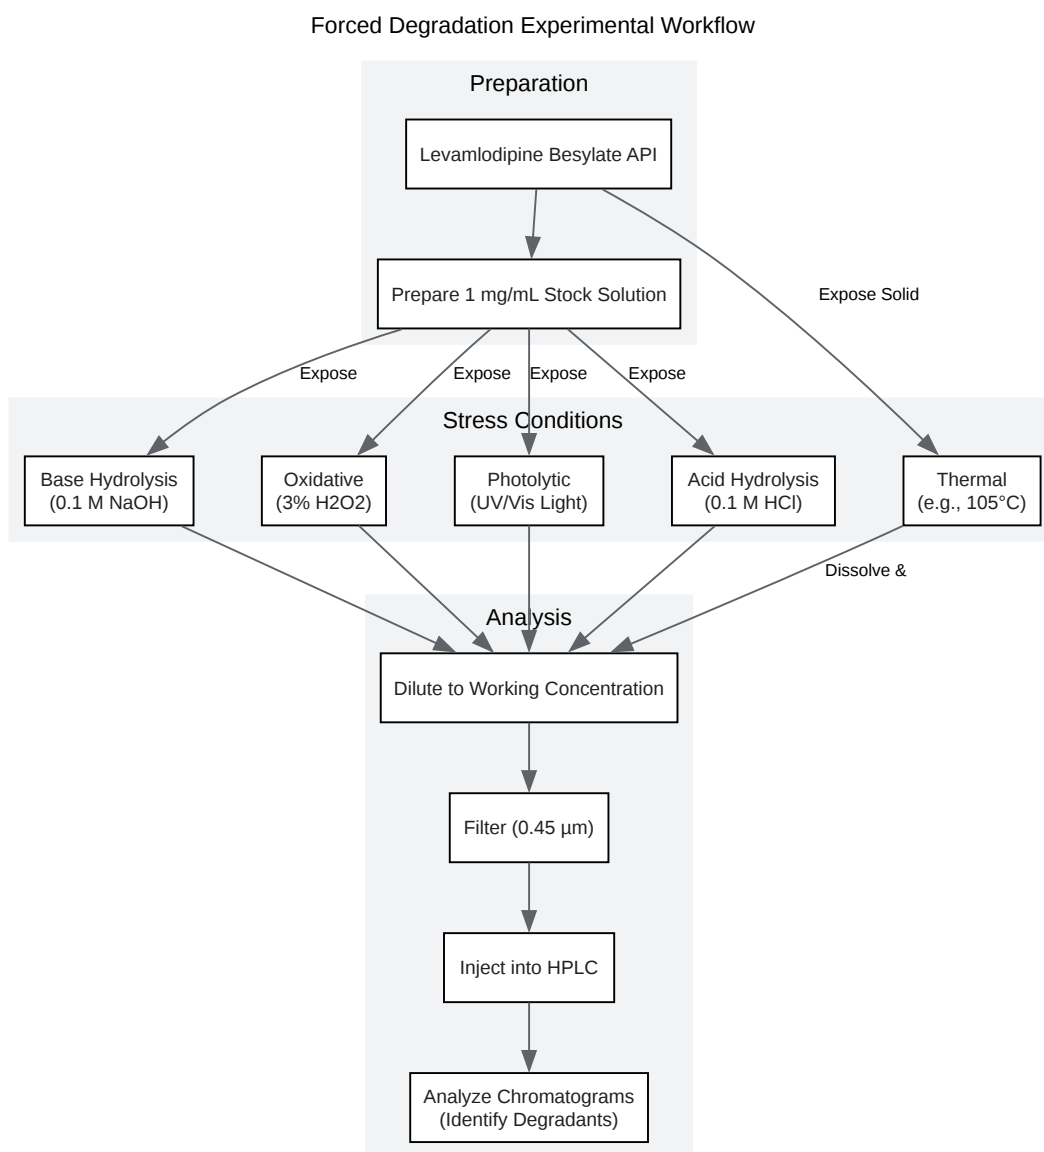 Forced Degradation Experimental Workflow
Preparation
Levamlodipine Besylate API
Prepare 1 mg/mL Stock Solution
Expose Solid
Expose
Expose
Expose
Expose
Stress Conditions
Base Hydrolysis
(0.1 M NaOH)
Oxidative
(3% H2O2)
Photolytic
(UV/Vis Light)
Acid Hydrolysis
(0.1 M HCl)
Thermal
(e.g., 105°C)
Dissolve &
Analysis
Dilute to Working Concentration
Filter (0.45 µm)
Inject into HPLC
Analyze Chromatograms
(Identify Degradants)